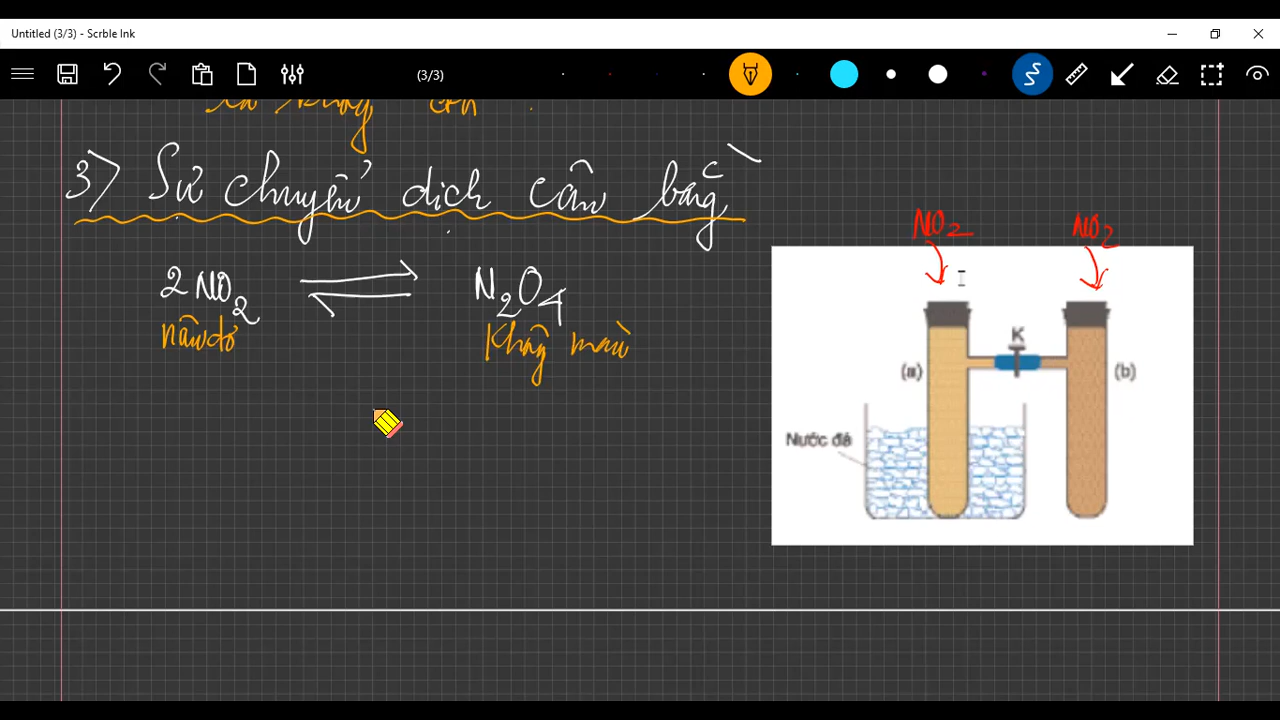 Untitled (3/3) - Scrble Ink
(3/3)
3) Sự chuyển dịch cân bằng
NO2 NO2
2NO2 ⇌ N2O4
nâu đỏ Không màu
K
(a) (b)
Nước đá